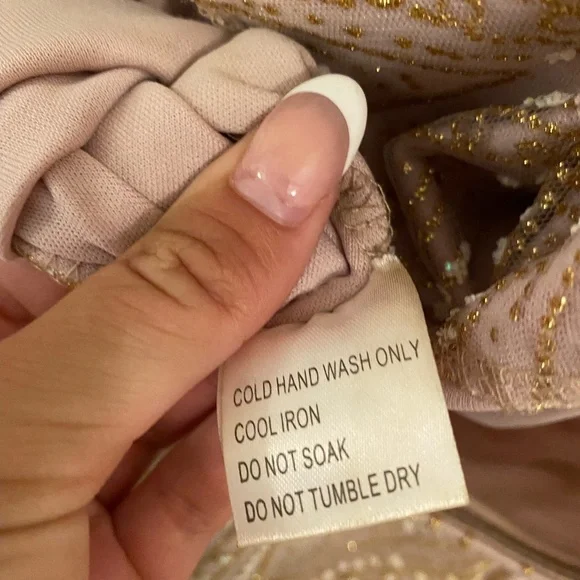 COLD HAND WASH ONLY
COOL IRON
DO NOT SOAK
DO NOT TUMBLE DRY